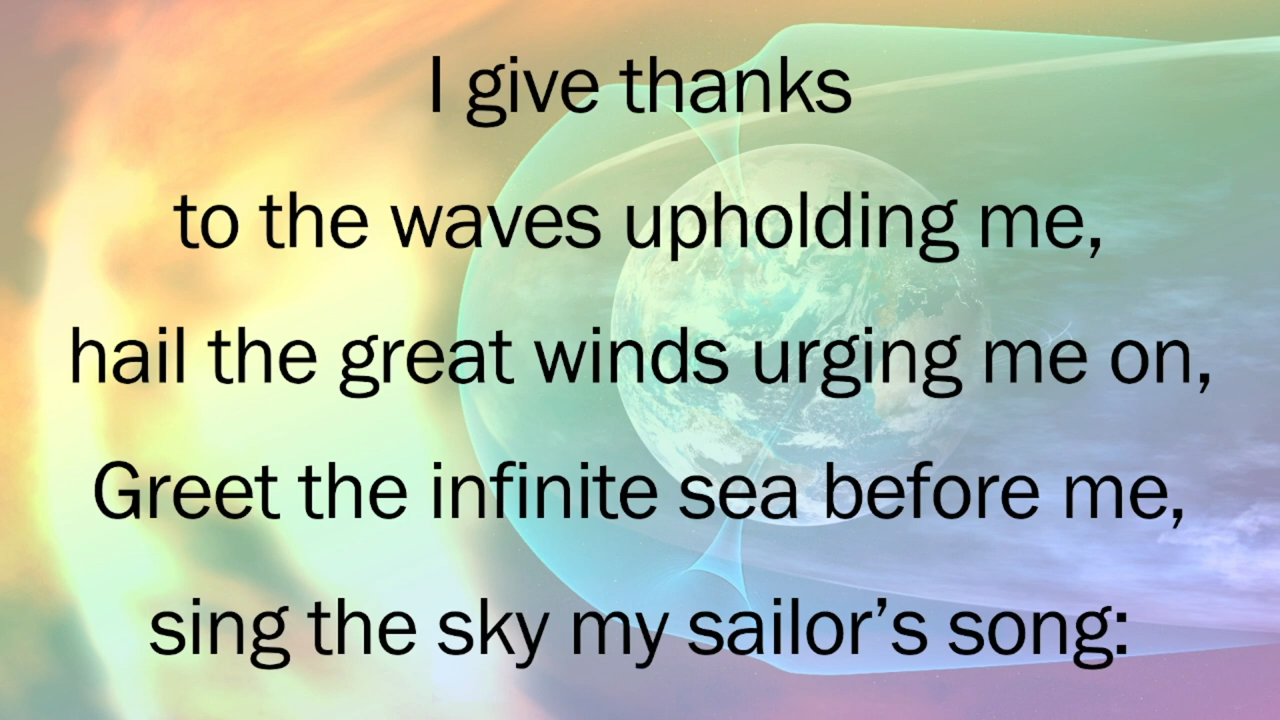 I give thanks
to the waves upholding me,
hail the great winds urging me on,
Greet the infinite sea before me,
sing the sky my sailor’s song: